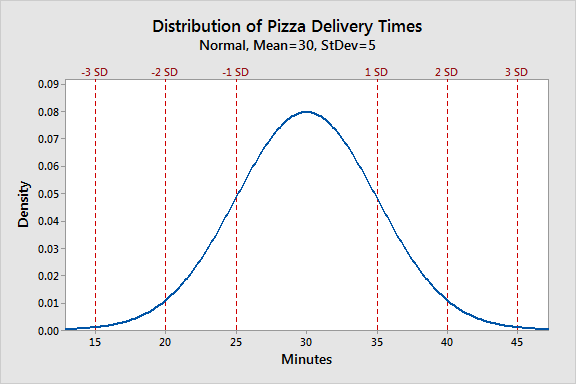 Distribution of Pizza Delivery Times
Normal, Mean=30, StDev=5
-3 SD -2 SD -1 SD 1 SD 2 SD 3 SD
0.09
0.08
0.07
0.06
0.05
0.04
0.03
0.02
0.01
0.00
Density
15 20 25 30 35 40 45
Minutes